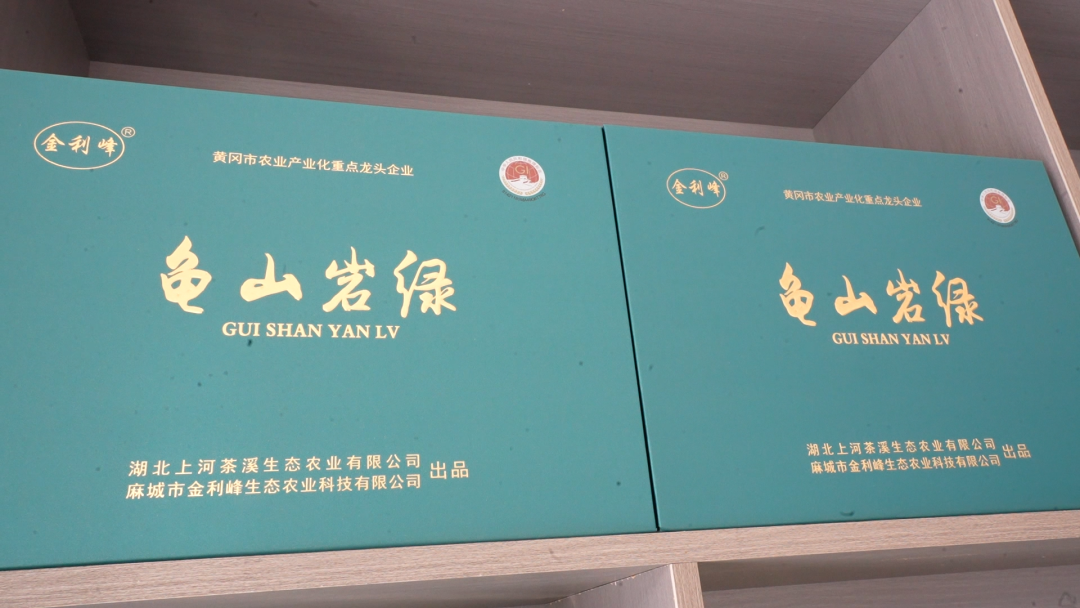 金利峰®
黄冈市农业产业化重点龙头企业
GI
龟山岩绿
GUI SHAN YAN LV
湖北上河茶溪生态农业有限公司
麻城市金利峰生态农业科技有限公司
出品
金利峰®
黄冈市农业产业化重点龙头企业
GI
龟山岩绿
GUI SHAN YAN LV
湖北上河茶溪生态农业有限公司
麻城市金利峰生态农业科技有限公司
出品